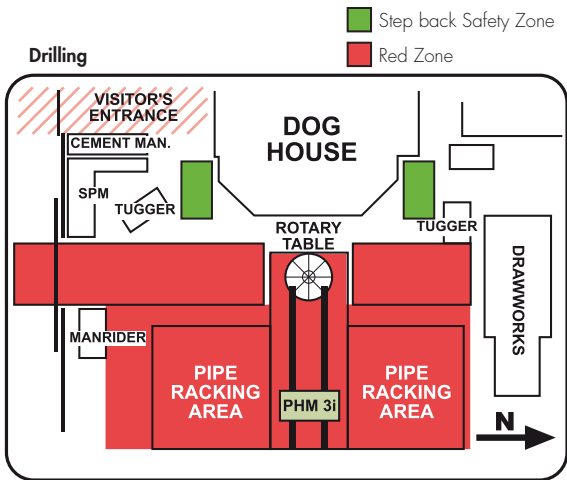 Step back Safety Zone
Red Zone
Drilling
VISITOR'S
ENTRANCE
CEMENT MAN.
DOG
HOUSE
SPM
TUGGER
ROTARY
TABLE
TUGGER
DRAWWORKS
MANRIDER
PIPE
RACKING
AREA
PHM 3i
PIPE
RACKING
AREA
N